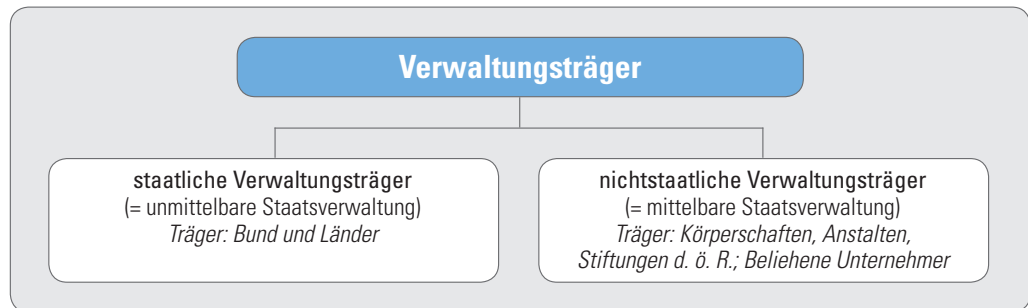 Verwaltungsträger
staatliche Verwaltungsträger
(= unmittelbare Staatsverwaltung)
Träger: Bund und Länder
nichtstaatliche Verwaltungsträger
(= mittelbare Staatsverwaltung)
Träger: Körperschaften, Anstalten,
Stiftungen d. ö. R.; Beliehene Unternehmer